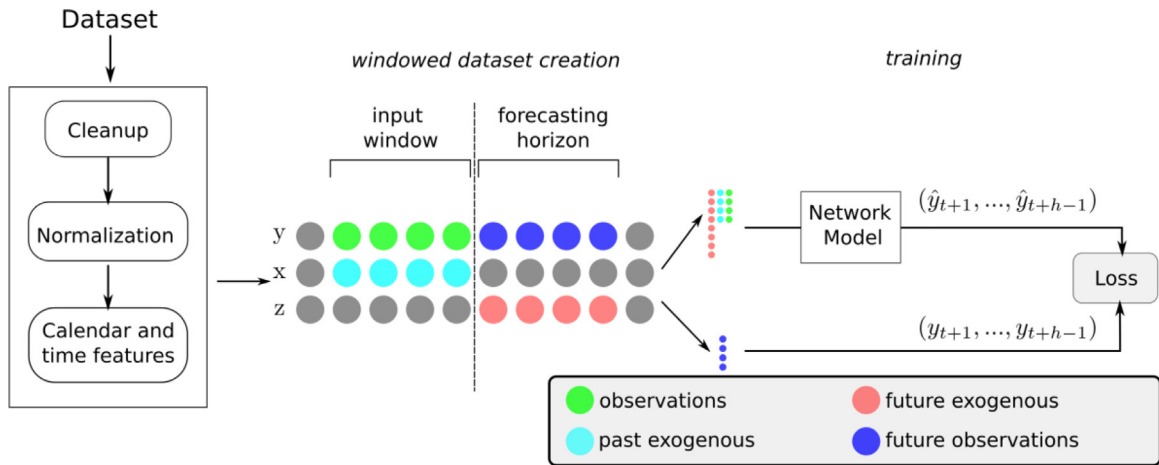 Dataset
Cleanup
Normalization
Calendar and
time features
windowed dataset creation
input
window
forecasting
horizon
y
x
z
training
Network
Model
(ŷ_{t+1}, ..., ŷ_{t+h−1})
Loss
(y_{t+1}, ..., y_{t+h−1})
observations
future exogenous
past exogenous
future observations